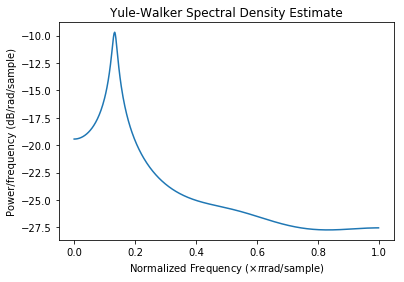 Yule-Walker Spectral Density Estimate
Power/frequency (dB/rad/sample)
−10.0
−12.5
−15.0
−17.5
−20.0
−22.5
−25.0
−27.5
0.0 0.2 0.4 0.6 0.8 1.0
Normalized Frequency (×πrad/sample)